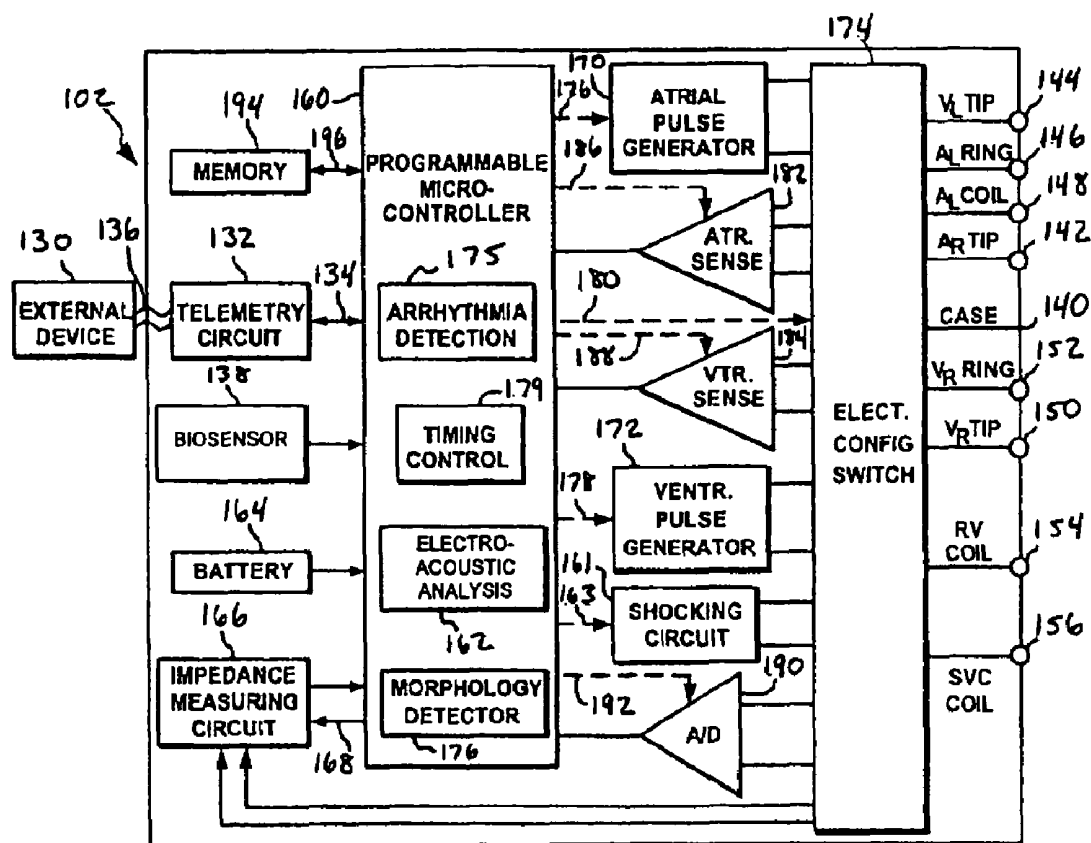 174
102
194
MEMORY
196
160
PROGRAMMABLE
MICRO-
CONTROLLER
170
176
ATRIAL
PULSE
GENERATOR
186
182
ATR.
SENSE
VL TIP
144
AL RING
146
AL COIL
148
AR TIP
142
130
136
EXTERNAL
DEVICE
132
TELEMETRY
CIRCUIT
134
175
ARRHYTHMIA
DETECTION
180
188
184
VTR.
SENSE
CASE
140
VR RING
152
VR TIP
150
138
BIOSENSOR
179
TIMING
CONTROL
172
178
VENTR.
PULSE
GENERATOR
ELECT.
CONFIG
SWITCH
164
BATTERY
ELECTRO-
ACOUSTIC
ANALYSIS
162
161
163
SHOCKING
CIRCUIT
RV
COIL
154
156
SVC
COIL
166
IMPEDANCE
MEASURING
CIRCUIT
168
MORPHOLOGY
DETECTOR
176
192
190
A/D